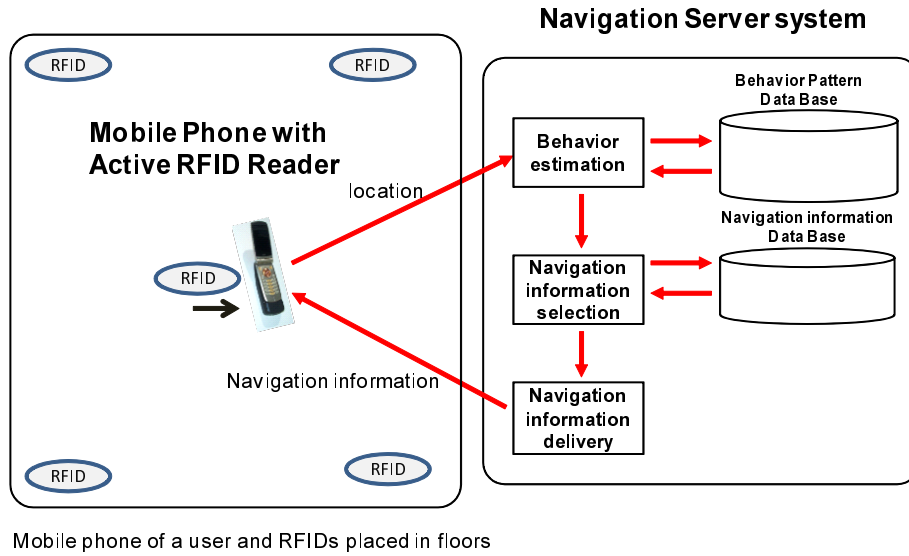 Navigation Server system
RFID
RFID
Mobile Phone with
Active RFID Reader
location
RFID
Navigation information
RFID
RFID
Behavior Pattern
Data Base
Behavior
estimation
Navigation information
Data Base
Navigation
information
selection
Navigation
information
delivery
Mobile phone of a user and RFIDs placed in floors